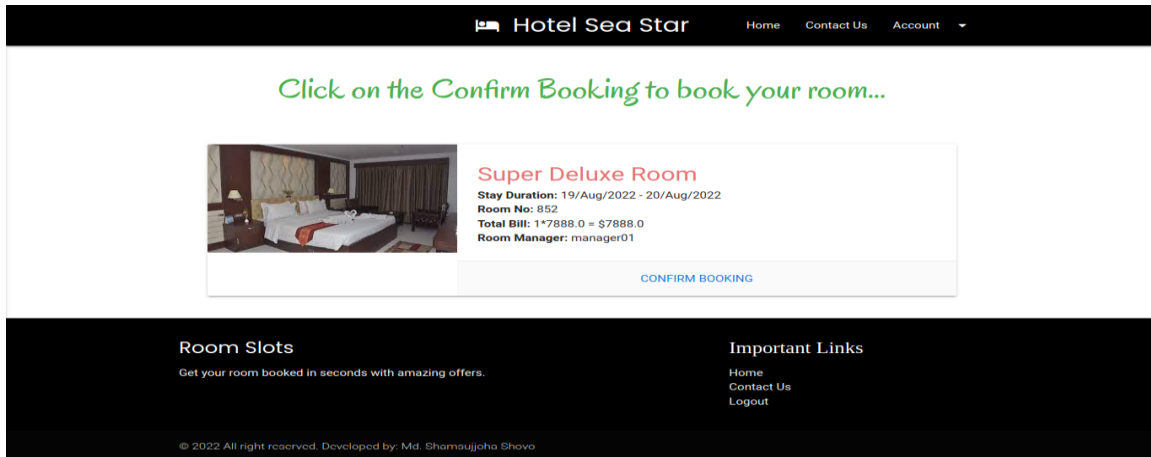 Hotel Sea Star
Home Contact Us Account
Click on the Confirm Booking to book your room...
Super Deluxe Room
Stay Duration: 19/Aug/2022 - 20/Aug/2022
Room No: 852
Total Bill: 1*7888.0 = $7888.0
Room Manager: manager01
CONFIRM BOOKING
Room Slots
Get your room booked in seconds with amazing offers.
Important Links
Home
Contact Us
Logout
© 2022 All right reserved. Developed by: Md. Shamsujjoha Shovo